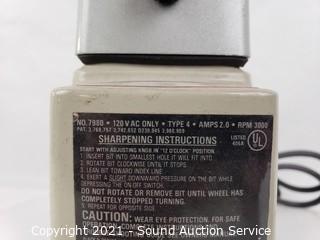 NO. 7980 • 120 V AC ONLY • TYPE 4 • AMPS 2.0 • RPM 3000
SHARPENING INSTRUCTIONS
LISTED
UL
START WITH ADJUSTING KNOB IN "12 O'CLOCK" POSITION.
1 INSERT BIT INTO SMALLEST HOLE IT WILL FIT INTO
2 ROTATE BIT CLOCKWISE UNTIL IT STOPS
3 LEAN BIT TOWARD INDEX LINE
4 EXERT A SLIGHT DOWNWARD PRESSURE ON THE BIT WHILE
DEPRESSING THE ON-OFF SWITCH
DO NOT ROTATE OR REMOVE BIT UNTIL WHEEL HAS
COMPLETELY STOPPED TURNING.
5 REPEAT FOR OPPOSITE SIDE
CAUTION: WEAR EYE PROTECTION. FOR SAFE
Copyright 2021 - Sound Auction Service